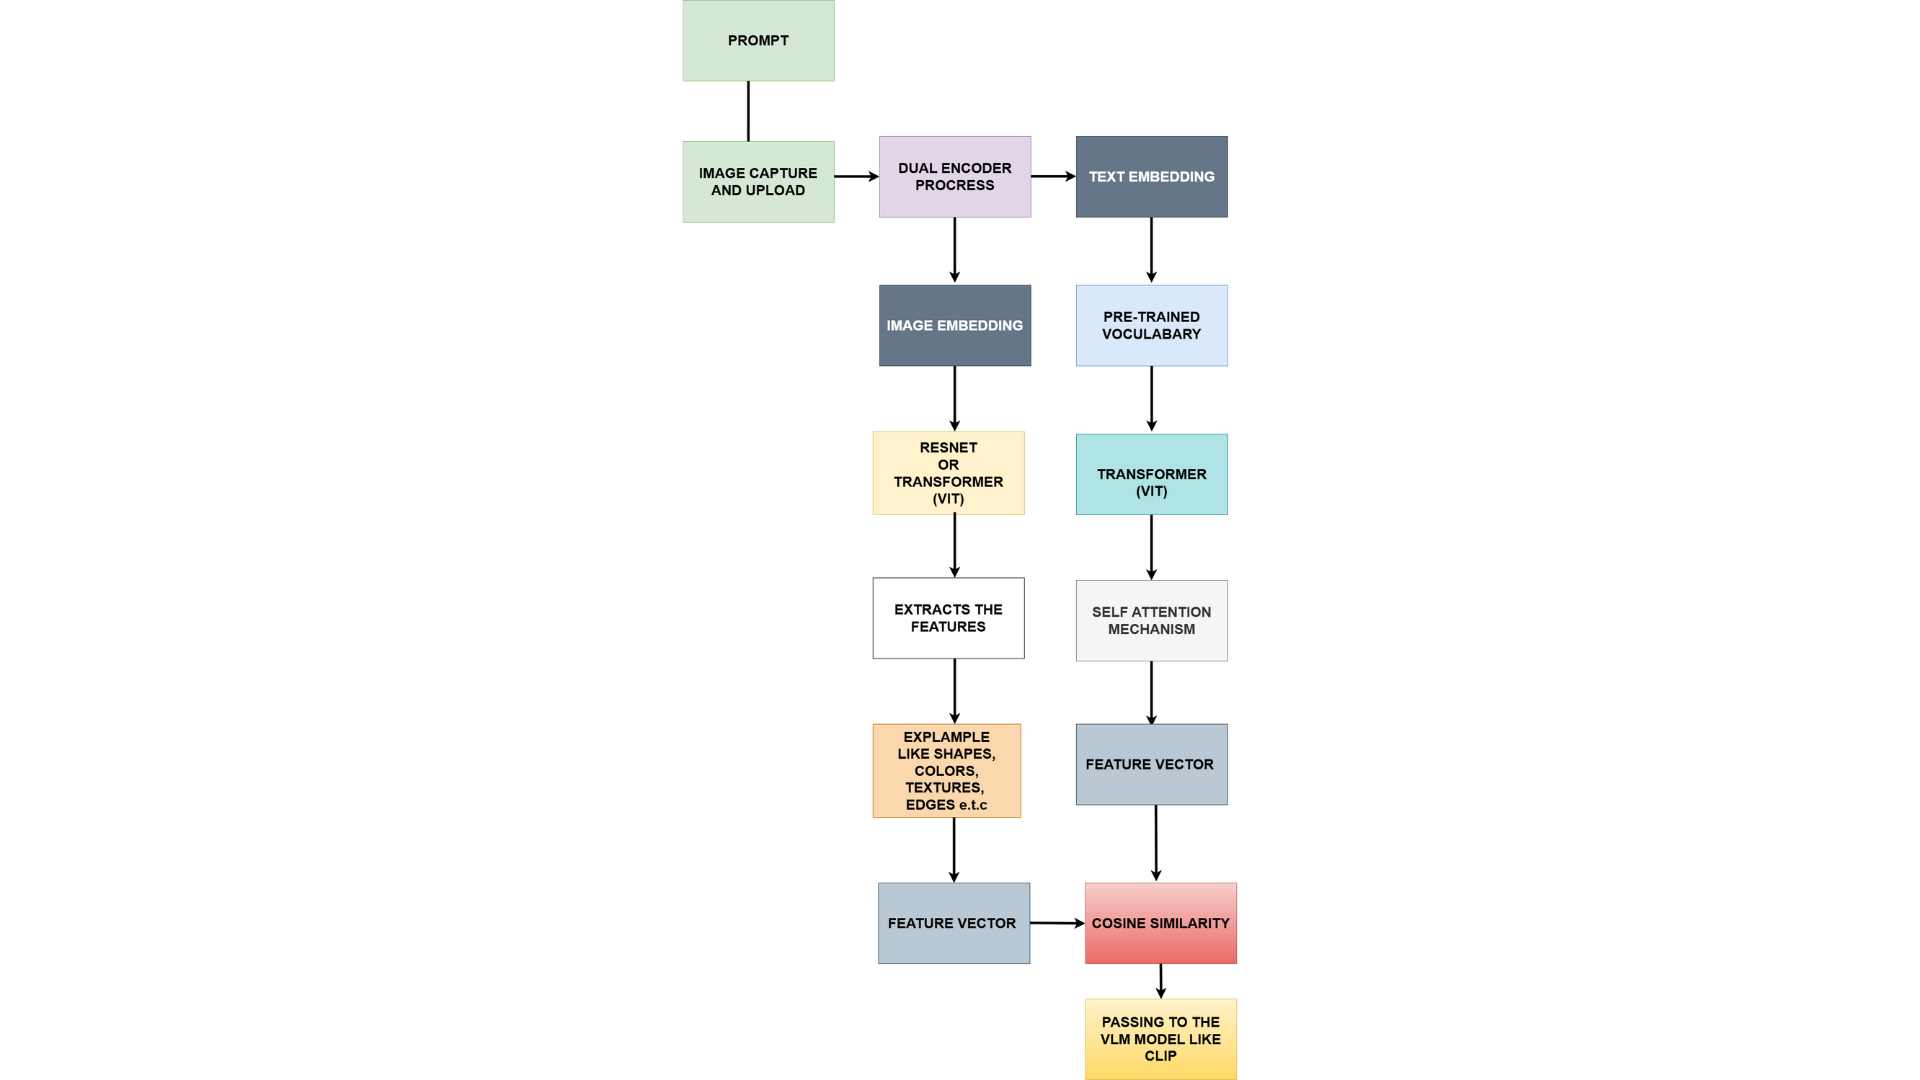 PROMPT
IMAGE CAPTURE
AND UPLOAD
DUAL ENCODER
PROCRESS
TEXT EMBEDDING
IMAGE EMBEDDING
PRE-TRAINED
VOCULABARY
RESNET
OR
TRANSFORMER
(VIT)
TRANSFORMER
(VIT)
EXTRACTS THE
FEATURES
SELF ATTENTION
MECHANISM
EXPLAMPLE
LIKE SHAPES,
COLORS,
TEXTURES,
EDGES e.t.c
FEATURE VECTOR
FEATURE VECTOR
COSINE SIMILARITY
PASSING TO THE
VLM MODEL LIKE
CLIP